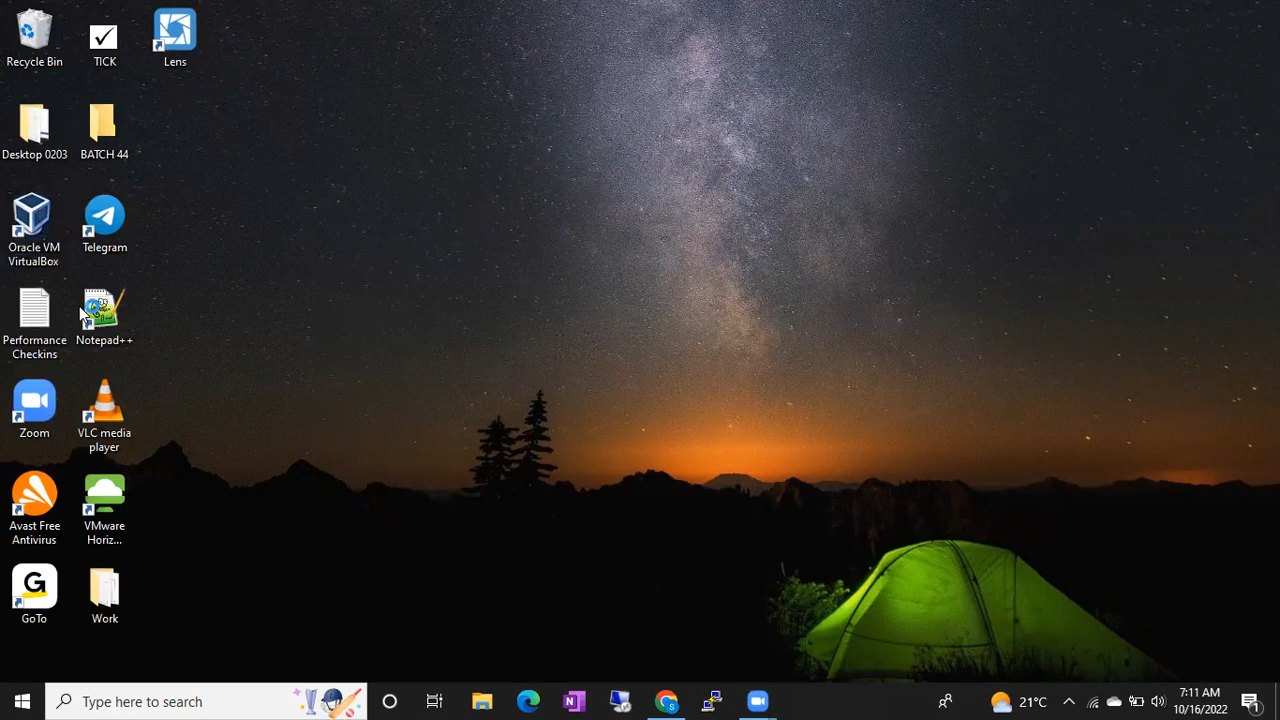 Recycle Bin
TICK
Lens
Desktop 0203
BATCH 44
Oracle VM
VirtualBox
Telegram
Performance
Checkins
Notepad++
Zoom
VLC media
player
Avast Free
Antivirus
VMware
Horiz...
G
GoTo
Work
Type here to search
N
S
21°C
7:11 AM
10/16/2022
1